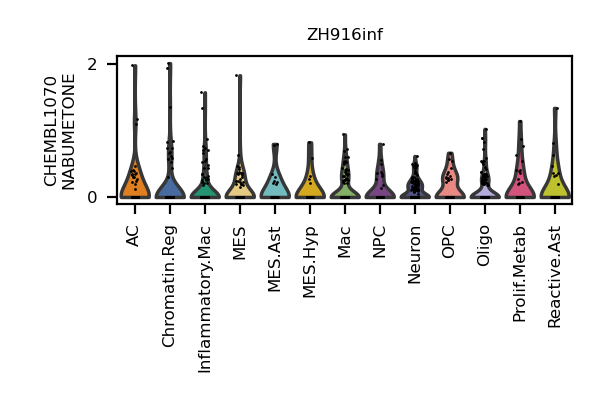 ZH916inf
CHEMBL1070
NABUMETONE
2
0
AC
Chromatin.Reg
Inflammatory.Mac
MES
MES.Ast
MES.Hyp
Mac
NPC
Neuron
OPC
Oligo
Prolif.Metab
Reactive.Ast